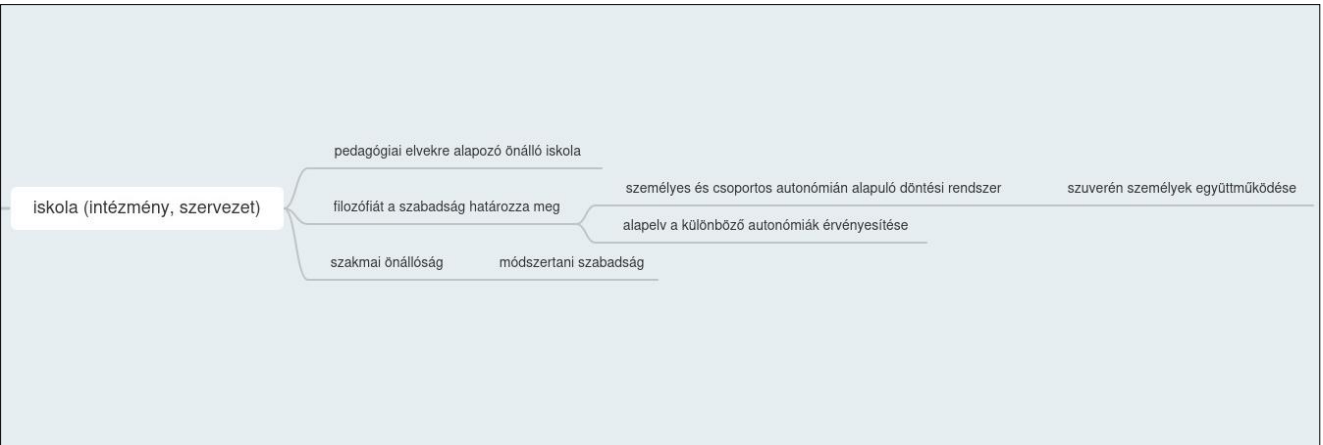 pedagógiai elvekre alapozó önálló iskola
iskola (intézmény, szervezet)
filozófiát a szabadság határozza meg
személyes és csoportos autonómián alapuló döntési rendszer
szuverén személyek együttműködése
alapelv a különböző autonómiák érvényesítése
szakmai önállóság
módszertani szabadság